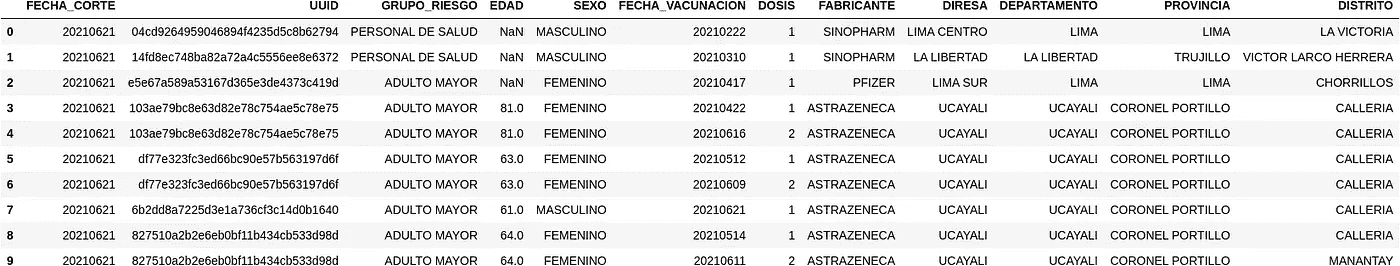 FECHA_CORTE UUID GRUPO_RIESGO EDAD SEXO FECHA_VACUNACION DOSIS FABRICANTE DIRESA DEPARTAMENTO PROVINCIA DISTRITO
0 20210621 04cd9264959046894f4235d5c8b62794 PERSONAL DE SALUD NaN MASCULINO 20210222 1 SINOPHARM LIMA CENTRO LIMA LIMA LA VICTORIA
1 20210621 14fd8ec748ba82a72a4c5556ee8e6372 PERSONAL DE SALUD NaN MASCULINO 20210310 1 SINOPHARM LA LIBERTAD LA LIBERTAD TRUJILLO VICTOR LARCO HERRERA
2 20210621 e5e67a589a53167d365e3de4373c419d ADULTO MAYOR NaN FEMENINO 20210417 1 PFIZER LIMA SUR LIMA LIMA CHORRILLOS
3 20210621 103ae79bc8e63d82e78c754ae5c78e75 ADULTO MAYOR 81.0 FEMENINO 20210422 1 ASTRAZENECA UCAYALI UCAYALI CORONEL PORTILLO CALLERIA
4 20210621 103ae79bc8e63d82e78c754ae5c78e75 ADULTO MAYOR 81.0 FEMENINO 20210616 2 ASTRAZENECA UCAYALI UCAYALI CORONEL PORTILLO CALLERIA
5 20210621 df77e323fc3ed66bc90e57b563197d6f ADULTO MAYOR 63.0 FEMENINO 20210512 1 ASTRAZENECA UCAYALI UCAYALI CORONEL PORTILLO CALLERIA
6 20210621 df77e323fc3ed66bc90e57b563197d6f ADULTO MAYOR 63.0 FEMENINO 20210609 2 ASTRAZENECA UCAYALI UCAYALI CORONEL PORTILLO CALLERIA
7 20210621 6b2dd8a7225d3e1a736cf3c14d0b1640 ADULTO MAYOR 61.0 MASCULINO 20210621 1 ASTRAZENECA UCAYALI UCAYALI CORONEL PORTILLO CALLERIA
8 20210621 827510a2b2e6eb0bf11b434cb533d98d ADULTO MAYOR 64.0 FEMENINO 20210514 1 ASTRAZENECA UCAYALI UCAYALI CORONEL PORTILLO CALLERIA
9 20210621 827510a2b2e6eb0bf11b434cb533d98d ADULTO MAYOR 64.0 FEMENINO 20210611 2 ASTRAZENECA UCAYALI UCAYALI CORONEL PORTILLO MANANTAY